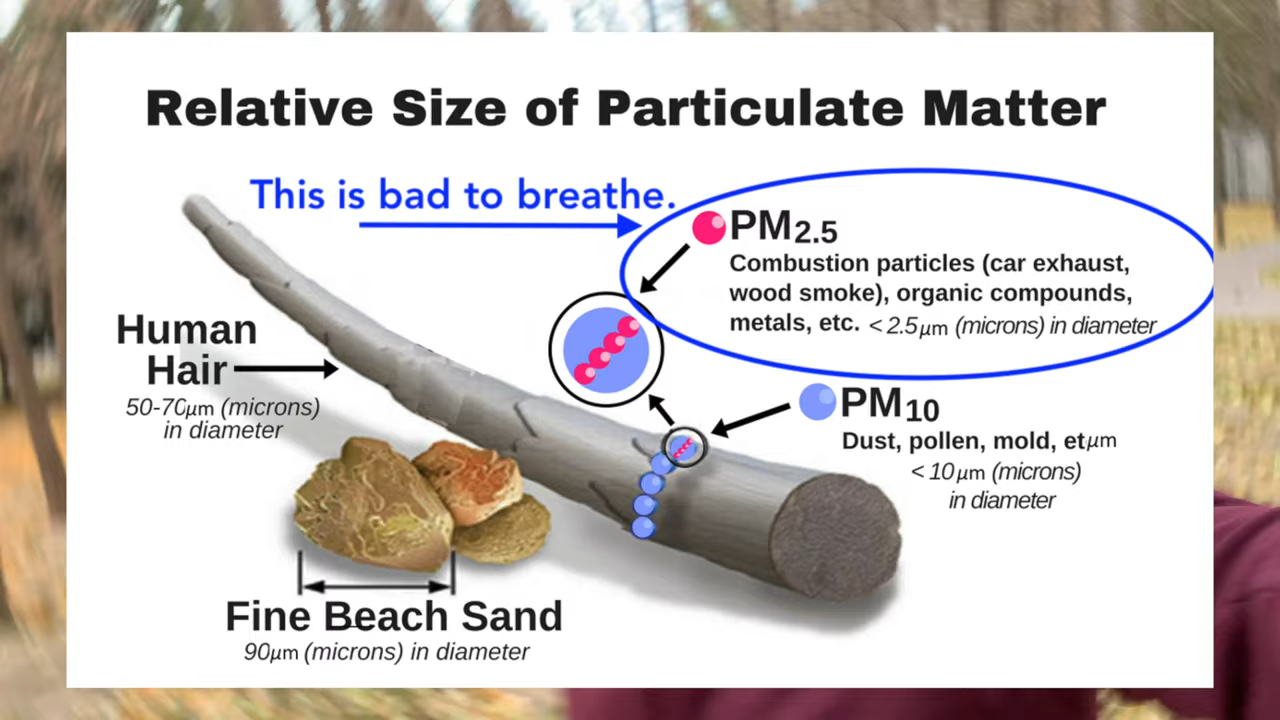 Relative Size of Particulate Matter
This is bad to breathe.
PM2.5
Combustion particles (car exhaust,
wood smoke), organic compounds,
metals, etc. < 2.5μm (microns) in diameter
Human
Hair
50-70μm (microns)
in diameter
PM10
Dust, pollen, mold, etμm
< 10μm (microns)
in diameter
Fine Beach Sand
90μm (microns) in diameter